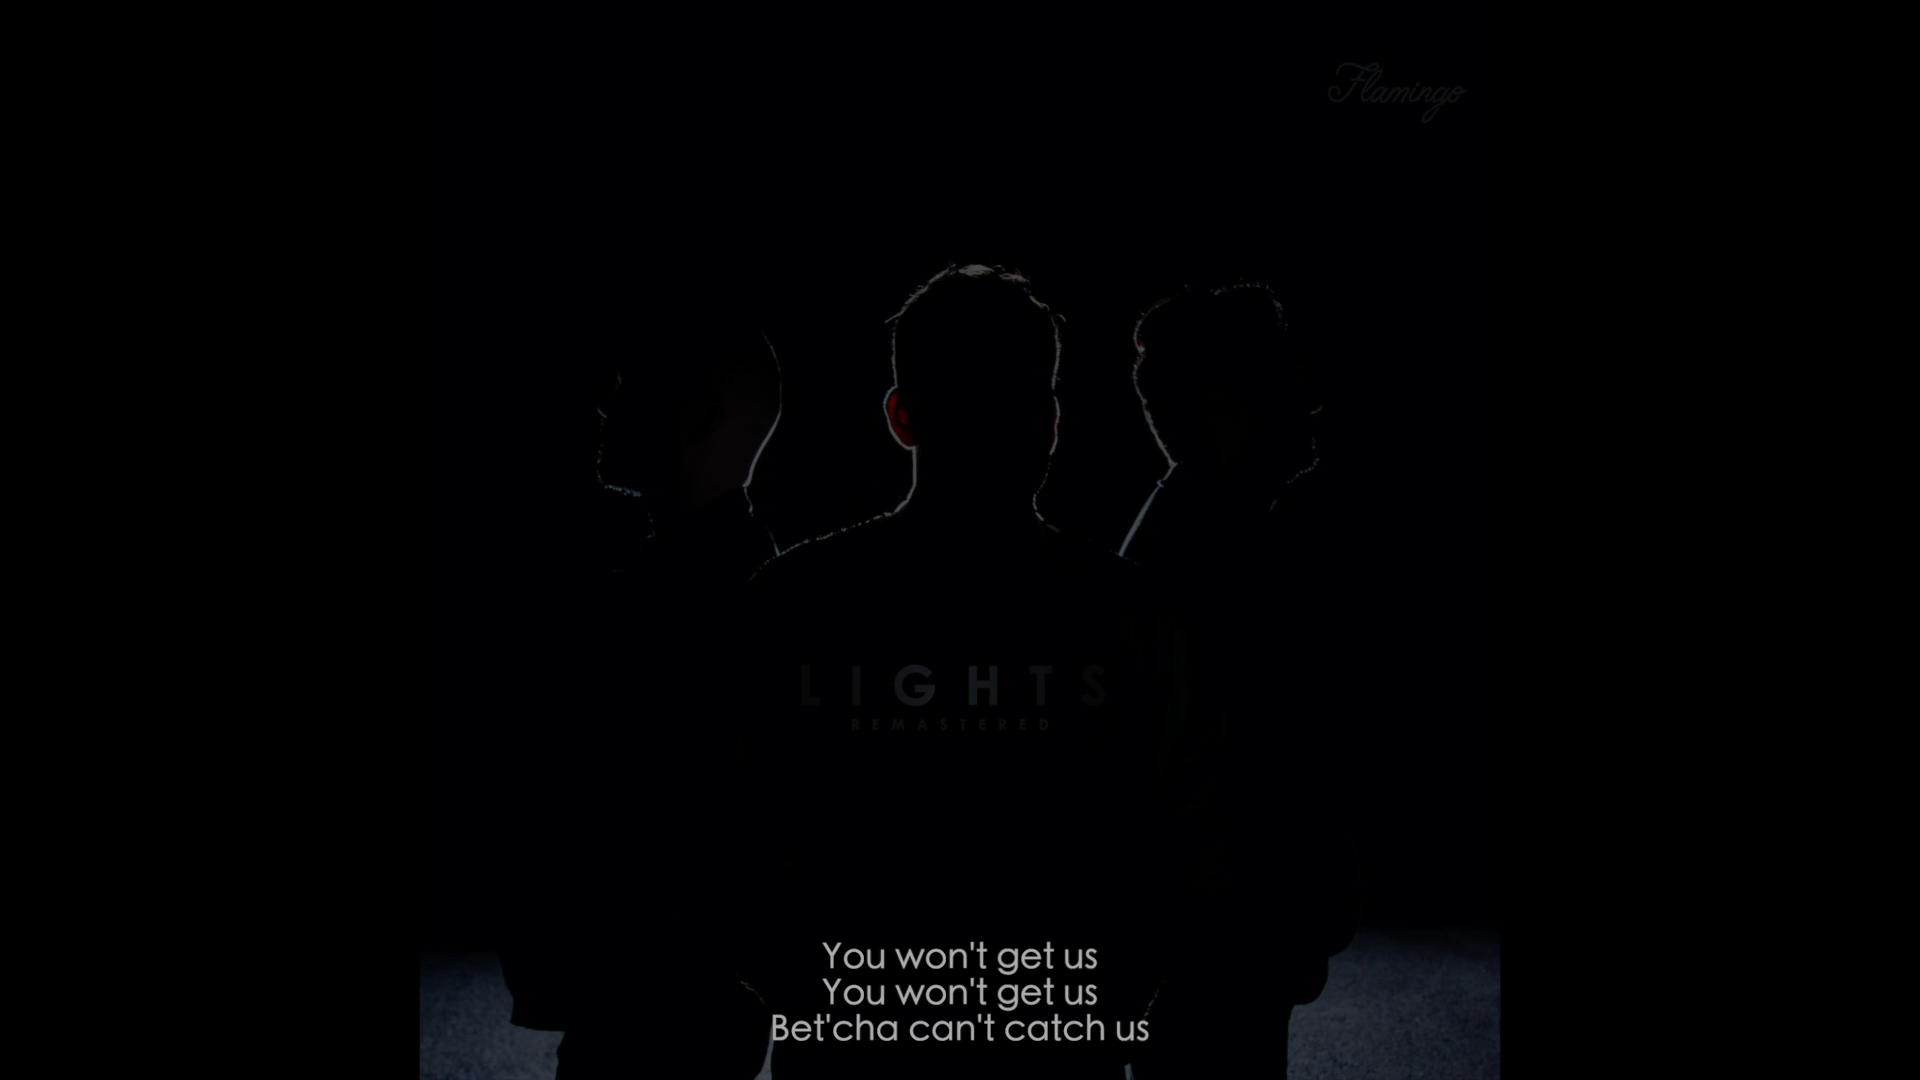 Flamingo
LIGHTS
REMASTERED
You won't get us
You won't get us
Bet'cha can't catch us